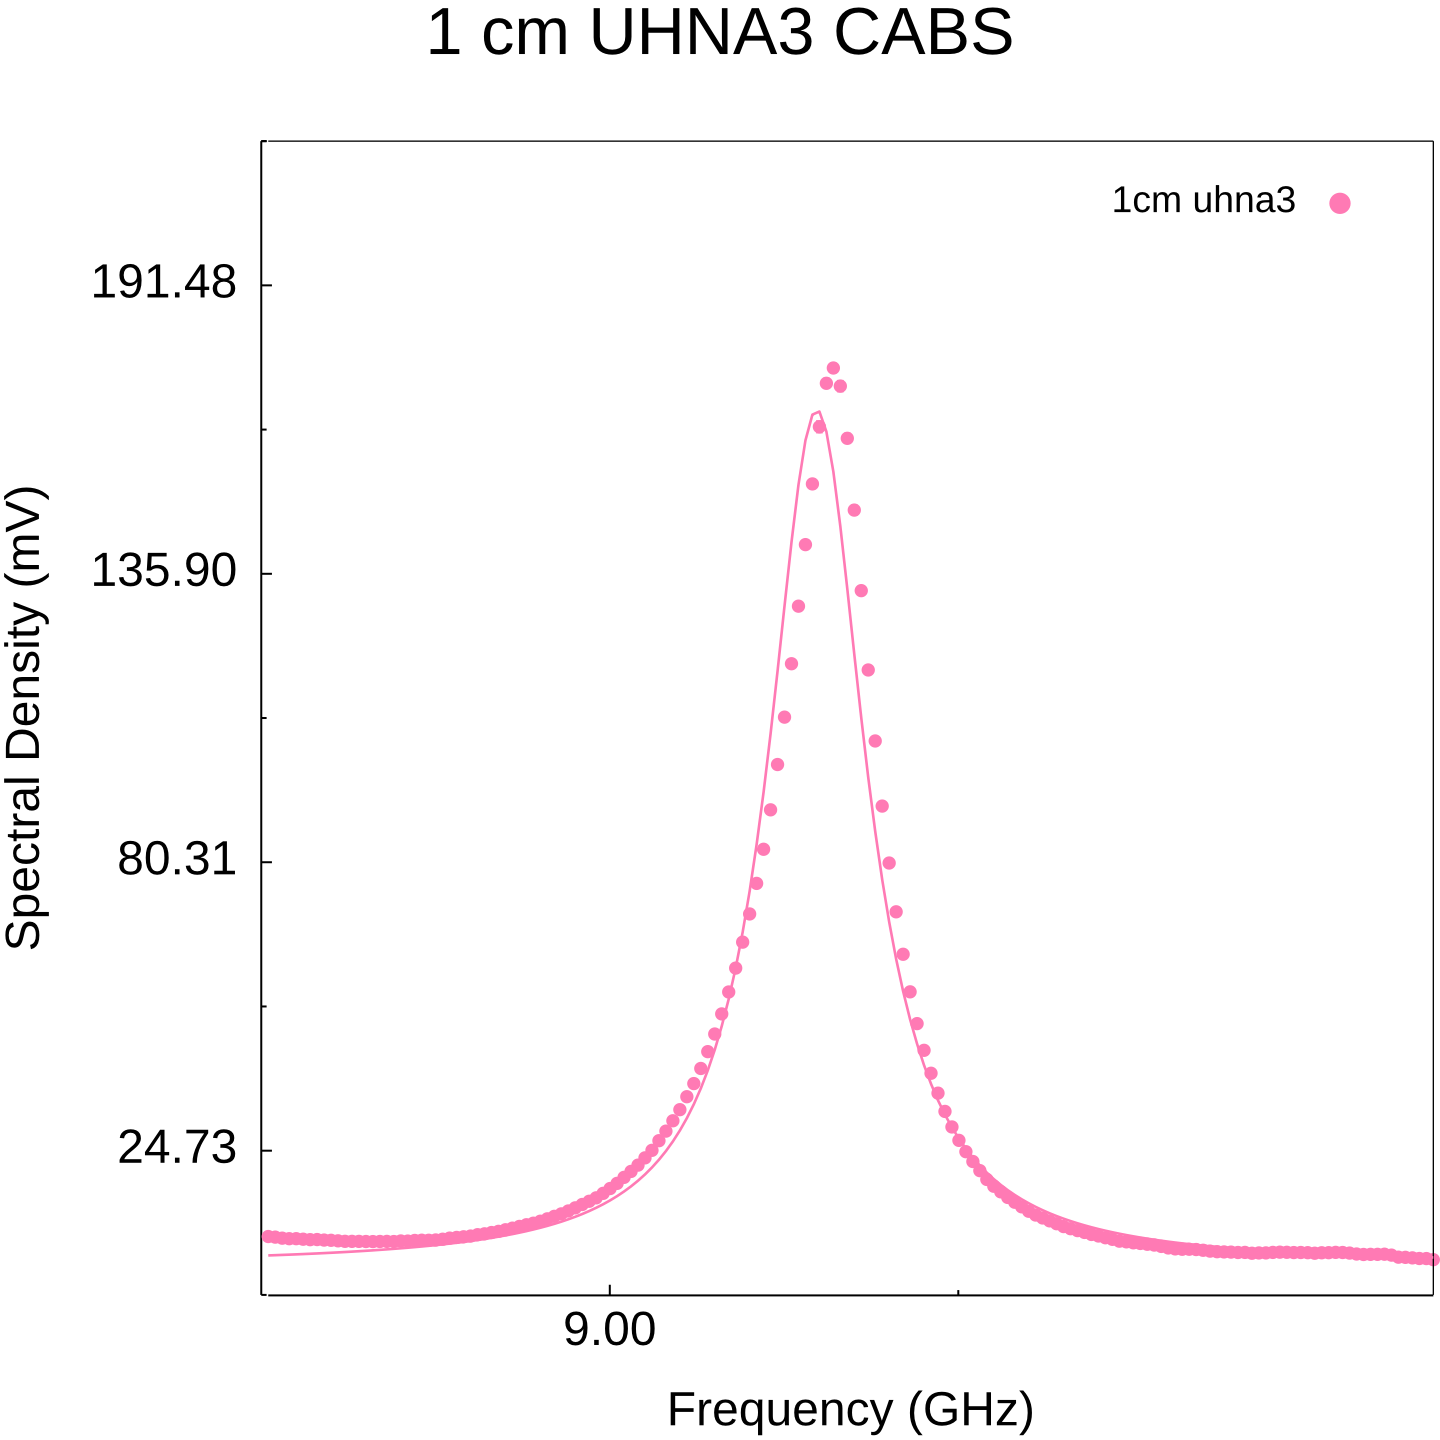 1 cm UHNA3 CABS
1cm uhna3
191.48
135.90
80.31
24.73
Spectral Density (mV)
9.00
Frequency (GHz)